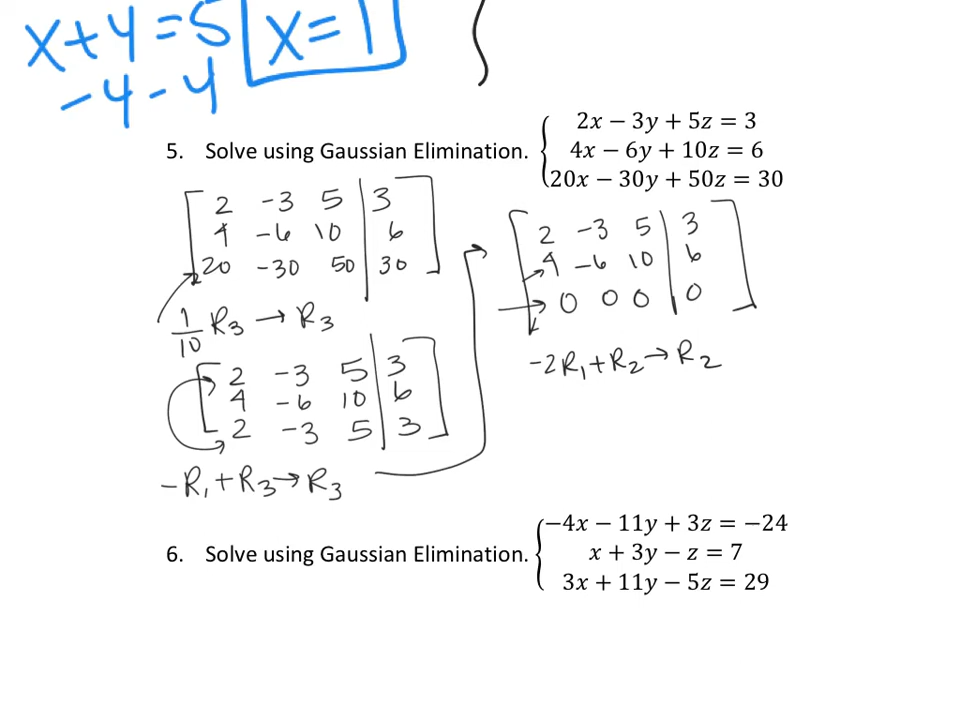 x+4=5 x=1
-4 -4
5. Solve using Gaussian Elimination.
2x − 3y + 5z = 3
4x − 6y + 10z = 6
20x − 30y + 50z = 30
2 -3 5 | 3
4 -6 10 | 6
20 -30 50 | 30
1/10 R₃ → R₃
2 -3 5 | 3
4 -6 10 | 6
2 -3 5 | 3
-R₁ + R₃ → R₃
2 -3 5 | 3
4 -6 10 | 6
0 0 0 | 0
-2R₁ + R₂ → R₂
6. Solve using Gaussian Elimination.
−4x − 11y + 3z = −24
x + 3y − z = 7
3x + 11y − 5z = 29